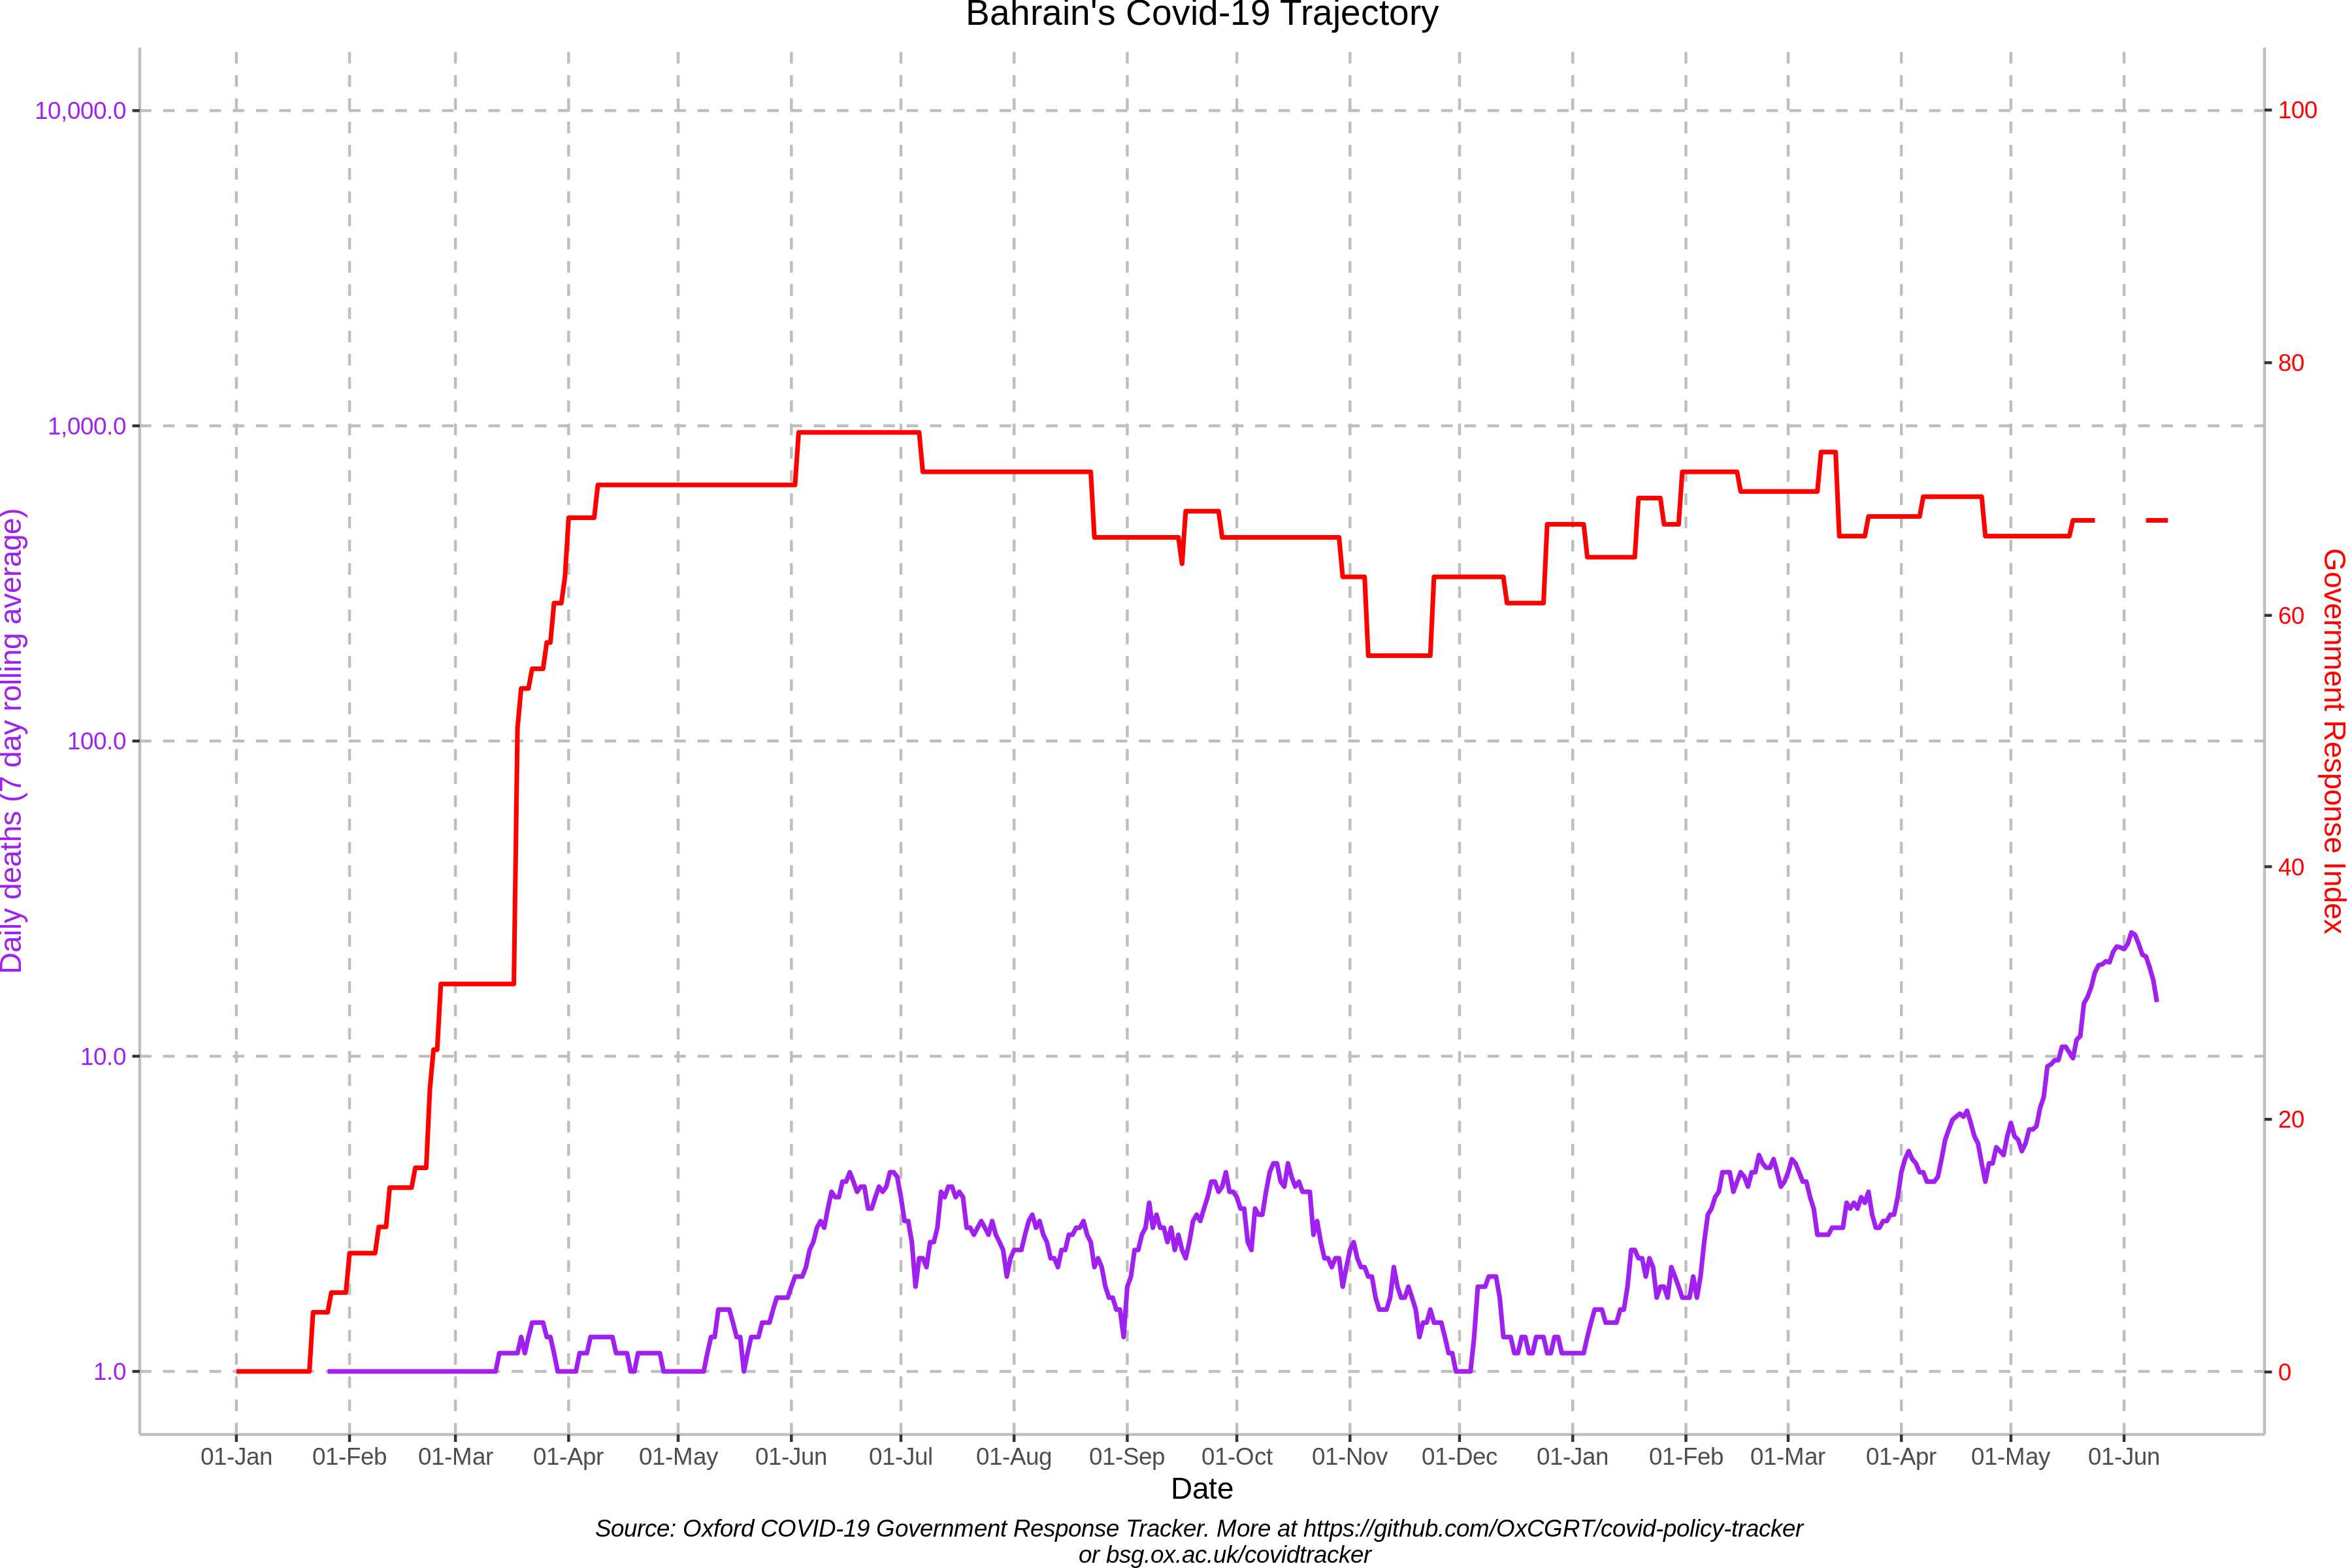 Bahrain's Covid-19 Trajectory
10,000.0
1,000.0
100.0
10.0
1.0
Daily deaths (7 day rolling average)
100
80
60
40
20
0
Government Response Index
01-Jan 01-Feb 01-Mar 01-Apr 01-May 01-Jun 01-Jul 01-Aug 01-Sep 01-Oct 01-Nov 01-Dec 01-Jan 01-Feb 01-Mar 01-Apr 01-May 01-Jun
Date
Source: Oxford COVID-19 Government Response Tracker. More at https://github.com/OxCGRT/covid-policy-tracker
or bsg.ox.ac.uk/covidtracker